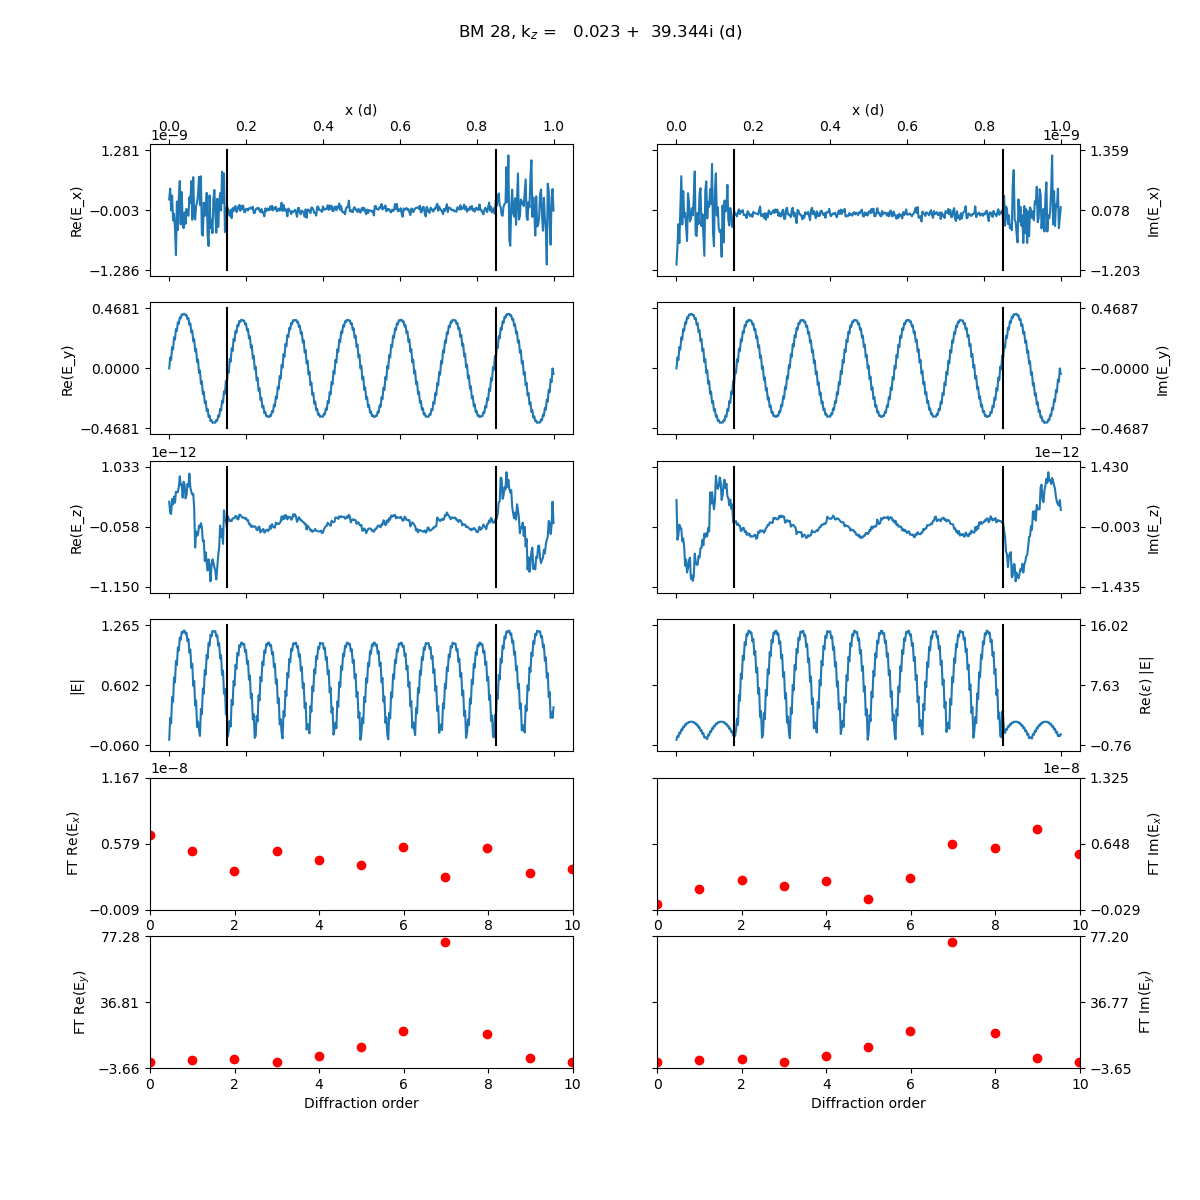 BM 28, k_z =   0.023 +  39.344i (d)
x (d)
x (d)
0.0 0.2 0.4 0.6 0.8 1.0
0.0 0.2 0.4 0.6 0.8 1.0
1e−9
1e−9
1.281
−0.003
−1.286
Re(E_x)
1.359
0.078
−1.203
Im(E_x)
0.4681
0.0000
−0.4681
Re(E_y)
0.4687
−0.0000
−0.4687
Im(E_y)
1e−12
1e−12
1.033
−0.058
−1.150
Re(E_z)
1.430
−0.003
−1.435
Im(E_z)
1.265
0.602
−0.060
|E|
16.02
7.63
−0.76
Re(ε) |E|
1e−8
1e−8
1.167
0.579
−0.009
FT Re(E_x)
0 2 4 6 8 10
1.325
0.648
−0.029
FT Im(E_x)
0 2 4 6 8 10
77.28
36.81
−3.66
FT Re(E_y)
0 2 4 6 8 10
Diffraction order
77.20
36.77
−3.65
FT Im(E_y)
0 2 4 6 8 10
Diffraction order